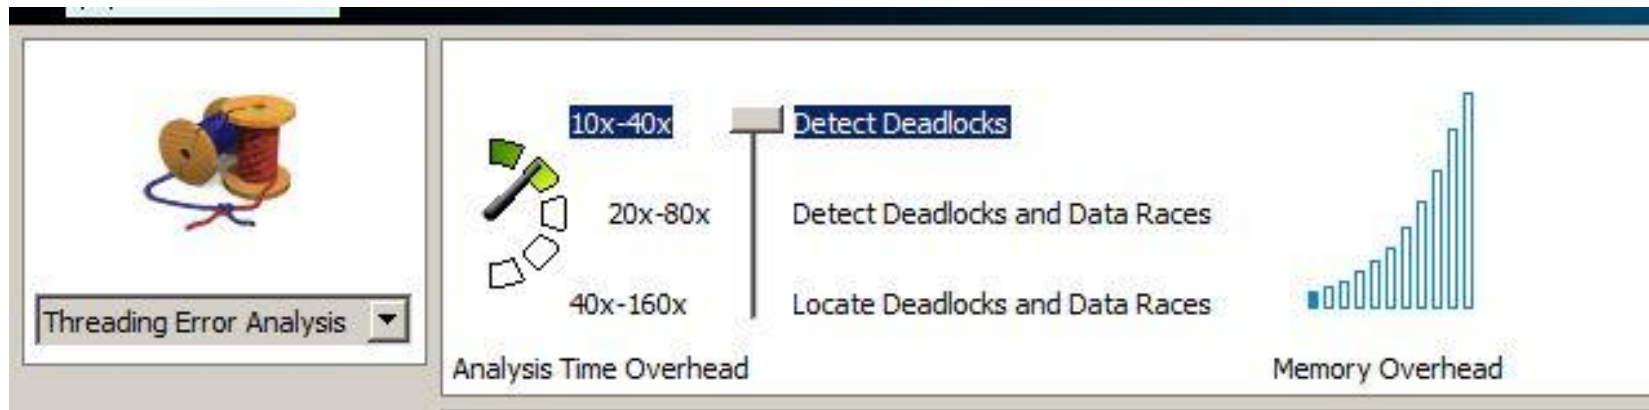 Threading Error Analysis
10x-40x Detect Deadlocks
20x-80x Detect Deadlocks and Data Races
40x-160x Locate Deadlocks and Data Races
Analysis Time Overhead
Memory Overhead